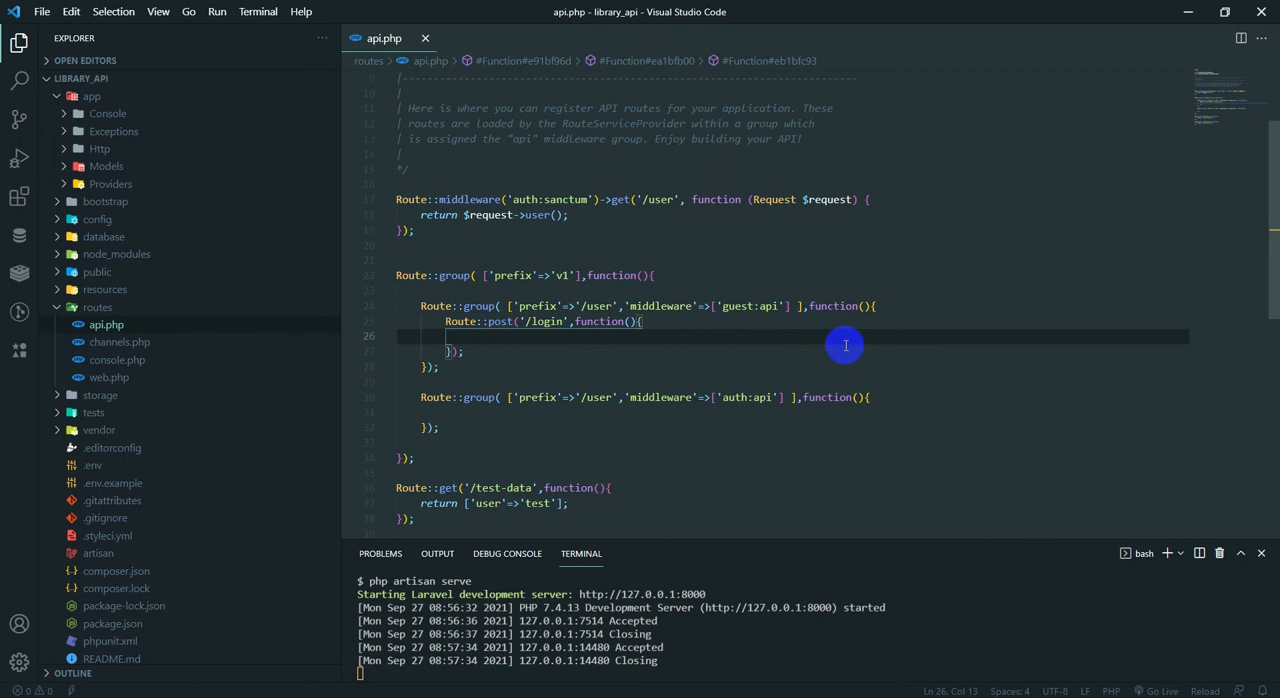 File Edit Selection View Go Run Terminal Help
api.php - library_api - Visual Studio Code
EXPLORER
OPEN EDITORS
LIBRARY_API
app
Console
Exceptions
Http
Models
Providers
bootstrap
config
database
node_modules
public
resources
routes
api.php
channels.php
console.php
web.php
storage
tests
vendor
.editorconfig
.env
.env.example
.gitattributes
.gitignore
.styleci.yml
artisan
composer.json
composer.lock
package-lock.json
package.json
phpunit.xml
README.md
OUTLINE
api.php
routes > api.php > #Function#e91bf96d > #Function#ea1bfb00 > #Function#eb1bfc93
9 |--------------------------------------------------------------------------
10 |
11 | Here is where you can register API routes for your application. These
12 | routes are loaded by the RouteServiceProvider within a group which
13 | is assigned the "api" middleware group. Enjoy building your API!
14 |
15 */
16
17 Route::middleware('auth:sanctum')->get('/user', function (Request $request) {
18 return $request->user();
19 });
20
21
22 Route::group( ['prefix'=>'v1'],function(){
23
24 Route::group( ['prefix'=>'/user','middleware'=>['guest:api'] ],function(){
25 Route::post('/login',function(){
26
27 });
28 });
29
30 Route::group( ['prefix'=>'/user','middleware'=>['auth:api'] ],function(){
31
32 });
33
34 });
35
36 Route::get('/test-data',function(){
37 return ['user'=>'test'];
38 });
39
PROBLEMS OUTPUT DEBUG CONSOLE TERMINAL
bash
$ php artisan serve
Starting Laravel development server: http://127.0.0.1:8000
[Mon Sep 27 08:56:32 2021] PHP 7.4.13 Development Server (http://127.0.0.1:8000) started
[Mon Sep 27 08:56:36 2021] 127.0.0.1:7514 Accepted
[Mon Sep 27 08:56:37 2021] 127.0.0.1:7514 Closing
[Mon Sep 27 08:57:34 2021] 127.0.0.1:14480 Accepted
[Mon Sep 27 08:57:34 2021] 127.0.0.1:14480 Closing
0 0
Ln 26, Col 13 Spaces: 4 UTF-8 LF PHP Go Live Reload